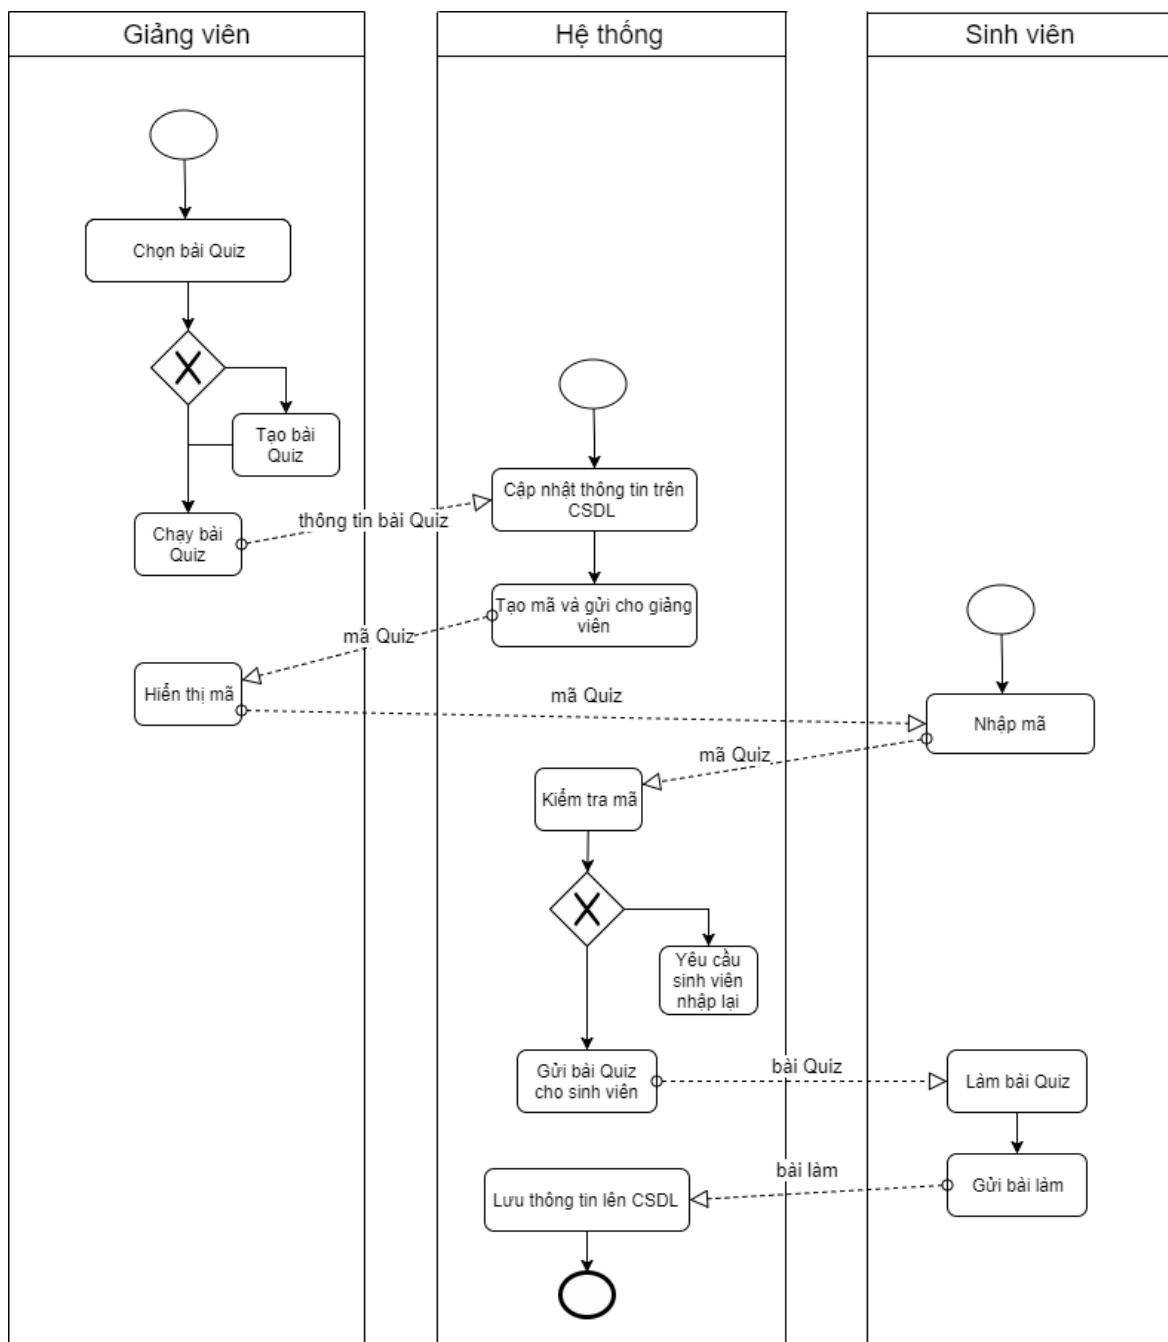 Giảng viên
Hệ thống
Sinh viên
Chọn bài Quiz
Tạo bài
Quiz
Cập nhật thông tin trên
CSDL
thông tin bài Quiz
Chạy bài
Quiz
Tạo mã và gửi cho giảng
viên
mã Quiz
Hiển thị mã
mã Quiz
Nhập mã
mã Quiz
Kiểm tra mã
Yêu cầu
sinh viên
nhập lại
Gửi bài Quiz
cho sinh viên
bài Quiz
Làm bài Quiz
bài làm
Gửi bài làm
Lưu thông tin lên CSDL